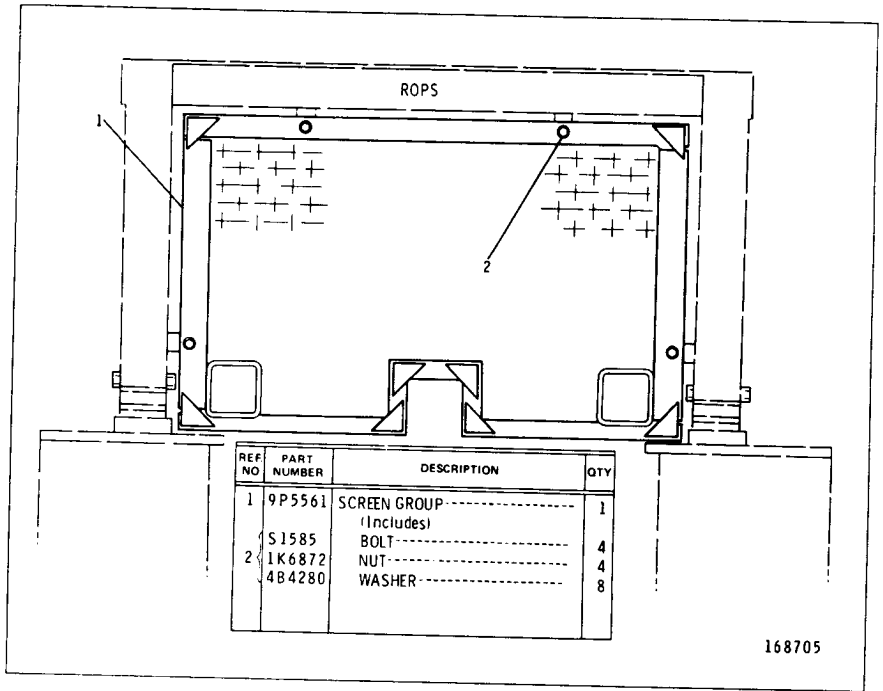 ROPS
1
2
REF NO PART NUMBER DESCRIPTION QTY
1 9P5561 SCREEN GROUP 1
(Includes)
S1585 BOLT 4
2 1K6872 NUT 4
4B4280 WASHER 8
168705